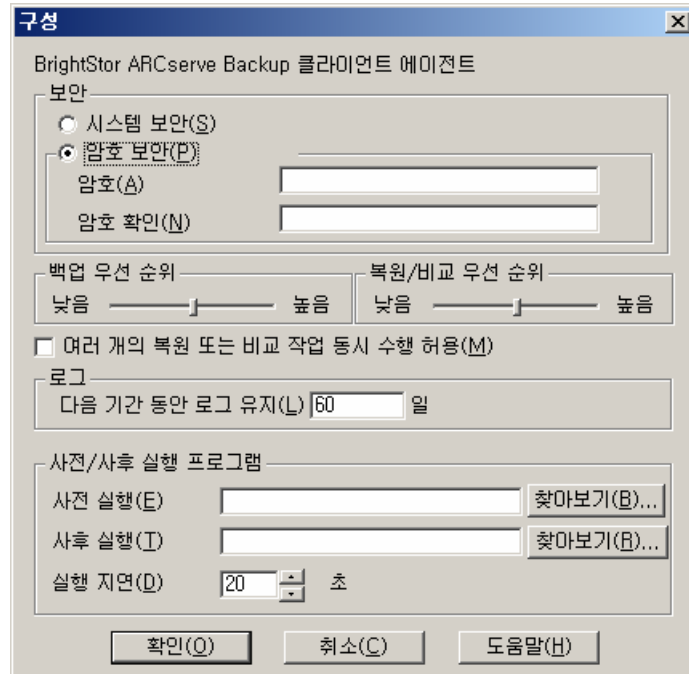 구성
BrightStor ARCserve Backup 클라이언트 에이전트
보안
시스템 보안(S)
암호 보안(P)
암호(A)
암호 확인(N)
백업 우선 순위
낮음 높음
복원/비교 우선 순위
낮음 높음
여러 개의 복원 또는 비교 작업 동시 수행 허용(M)
로그
다음 기간 동안 로그 유지(L) 60 일
사전/사후 실행 프로그램
사전 실행(E) 찾아보기(B)...
사후 실행(T) 찾아보기(R)...
실행 지연(D) 20 초
확인(O) 취소(C) 도움말(H)